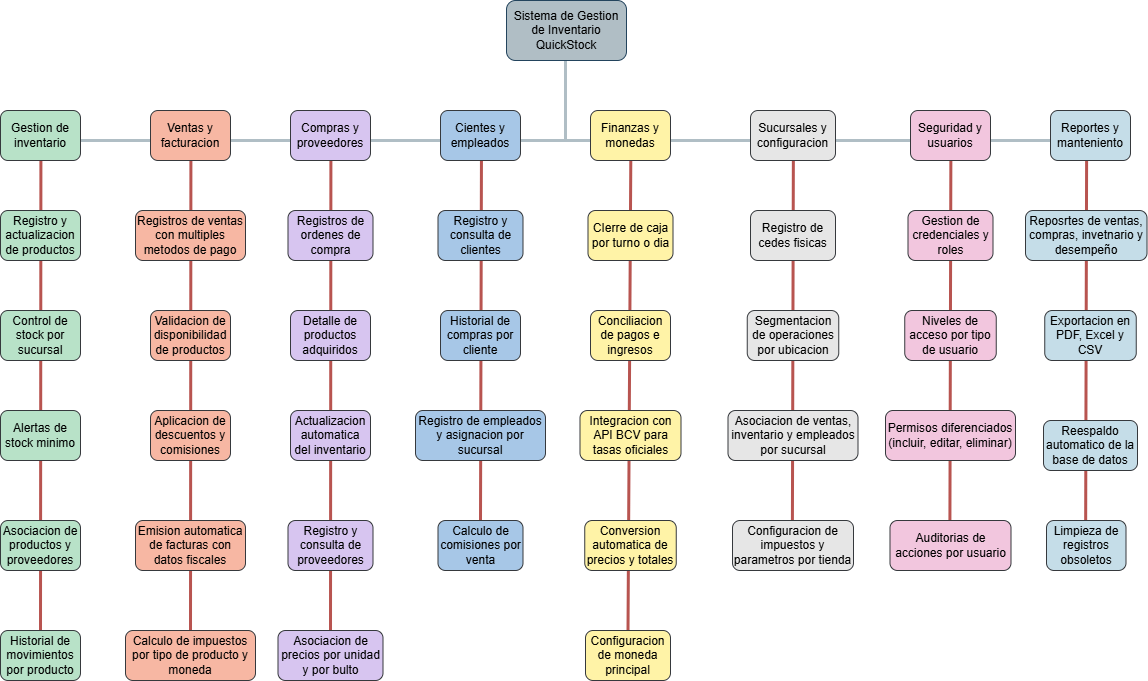 Sistema de Gestion
de Inventario
QuickStock
Gestion de
inventario
Ventas y
facturacion
Compras y
proveedores
Cientes y
empleados
Finanzas y
monedas
Sucursales y
configuracion
Seguridad y
usuarios
Reportes y
manteniento
Registro y
actualizacion
de productos
Registros de ventas
con multiples
metodos de pago
Registros de
ordenes de
compra
Registro y
consulta de
clientes
CIerre de caja
por turno o dia
Registro de
cedes fisicas
Gestion de
credenciales y
roles
Reposrtes de ventas,
compras, invetnario y
desempeño
Control de
stock por
sucursal
Validacion de
disponibilidad
de productos
Detalle de
productos
adquiridos
Historial de
compras por
cliente
Conciliacion
de pagos e
ingresos
Segmentacion
de operaciones
por ubicacion
Niveles de
acceso por tipo
de usuario
Exportacion en
PDF, Excel y
CSV
Alertas de
stock minimo
Aplicacion de
descuentos y
comisiones
Actualizacion
automatica
del inventario
Registro de empleados
y asignacion por
sucursal
Integracion con
API BCV para
tasas oficiales
Asociacion de ventas,
inventario y empleados
por sucursal
Permisos diferenciados
(incluir, editar, eliminar)
Reespaldo
automatico de la
base de datos
Asociacion de
productos y
proveedores
Emision automatica
de facturas con
datos fiscales
Registro y
consulta de
proveedores
Calculo de
comisiones por
venta
Conversion
automatica de
precios y totales
Configuracion de
impuestos y
parametros por tienda
Auditorias de
acciones por usuario
Limpieza de
registros
obsoletos
Historial de
movimientos
por producto
Calculo de impuestos
por tipo de producto y
moneda
Asociacion de
precios por unidad
y por bulto
Configuracion
de moneda
principal